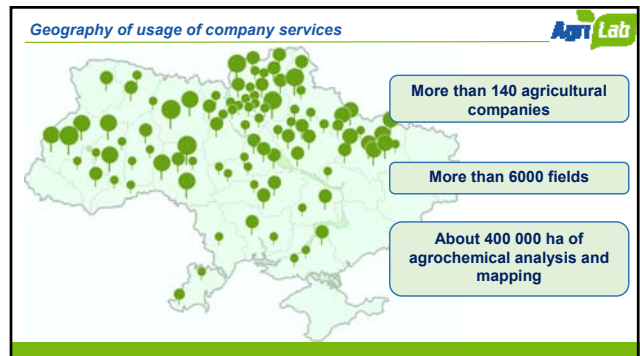 Geography of usage of company services
Agri Lab
More than 140 agricultural
companies
More than 6000 fields
About 400 000 ha of
agrochemical analysis and
mapping